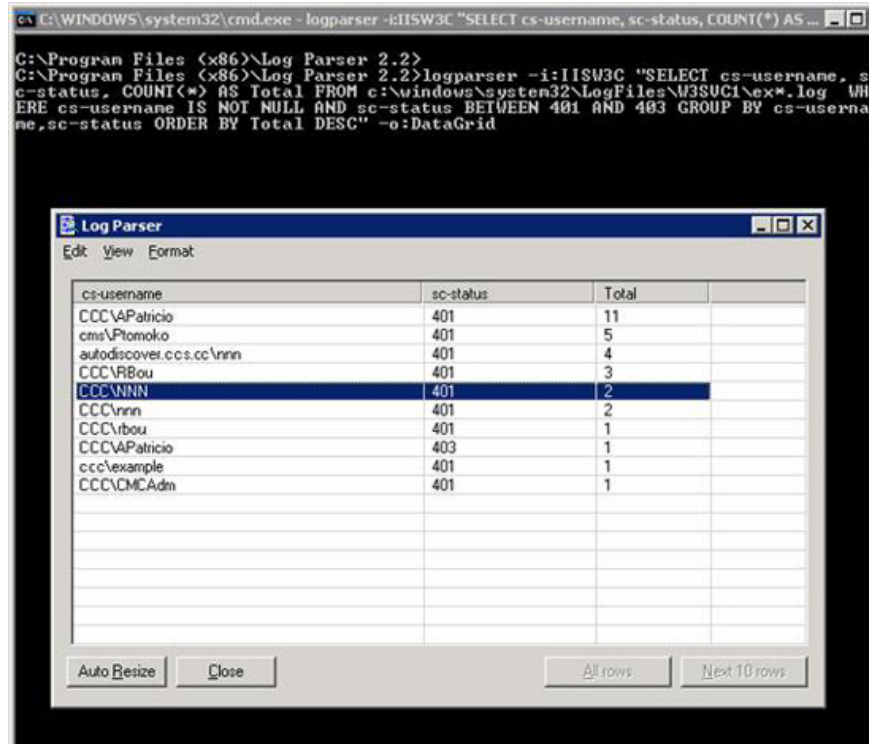 C:\WINDOWS\system32\cmd.exe - logparser -i:IISW3C "SELECT cs-username, sc-status, COUNT(*) AS ...
C:\Program Files (x86)\Log Parser 2.2>
C:\Program Files (x86)\Log Parser 2.2>logparser -i:IISW3C "SELECT cs-username, s
c-status, COUNT(*) AS Total FROM c:\windows\system32\LogFiles\W3SVC1\ex*.log  WH
ERE cs-username IS NOT NULL AND sc-status BETWEEN 401 AND 403 GROUP BY cs-userna
me,sc-status ORDER BY Total DESC" -o:DataGrid
Log Parser
Edit View Format
cs-username sc-status Total
CCC\APatricio 401 11
cms\Ptomoko 401 5
autodiscover.ccs.cc\nnn 401 4
CCC\RBou 401 3
CCC\NNN 401 2
CCC\nnn 401 2
CCC\rbou 401 1
CCC\APatricio 403 1
ccc\example 401 1
CCC\CMCAdm 401 1
Auto Resize Close All rows Next 10 rows